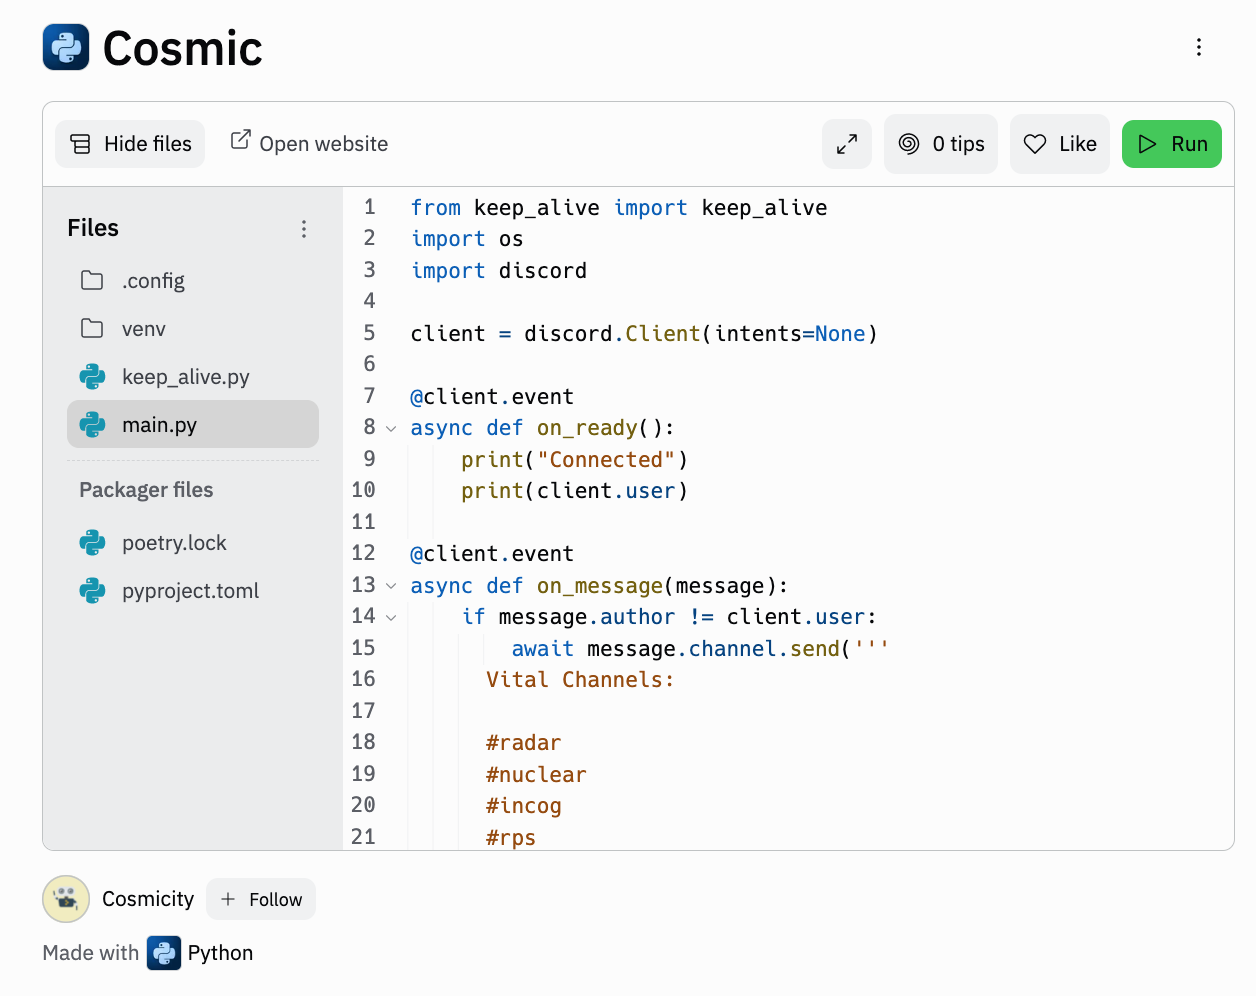 Cosmic
Hide files
Open website
0 tips
Like
Run
Files
.config
venv
keep_alive.py
main.py
Packager files
poetry.lock
pyproject.toml
1 from keep_alive import keep_alive
2 import os
3 import discord
4
5 client = discord.Client(intents=None)
6
7 @client.event
8 async def on_ready():
9     print("Connected")
10     print(client.user)
11
12 @client.event
13 async def on_message(message):
14     if message.author != client.user:
15         await message.channel.send('''
16       Vital Channels:
17
18       #radar
19       #nuclear
20       #incog
21       #rps
Cosmicity
+ Follow
Made with Python